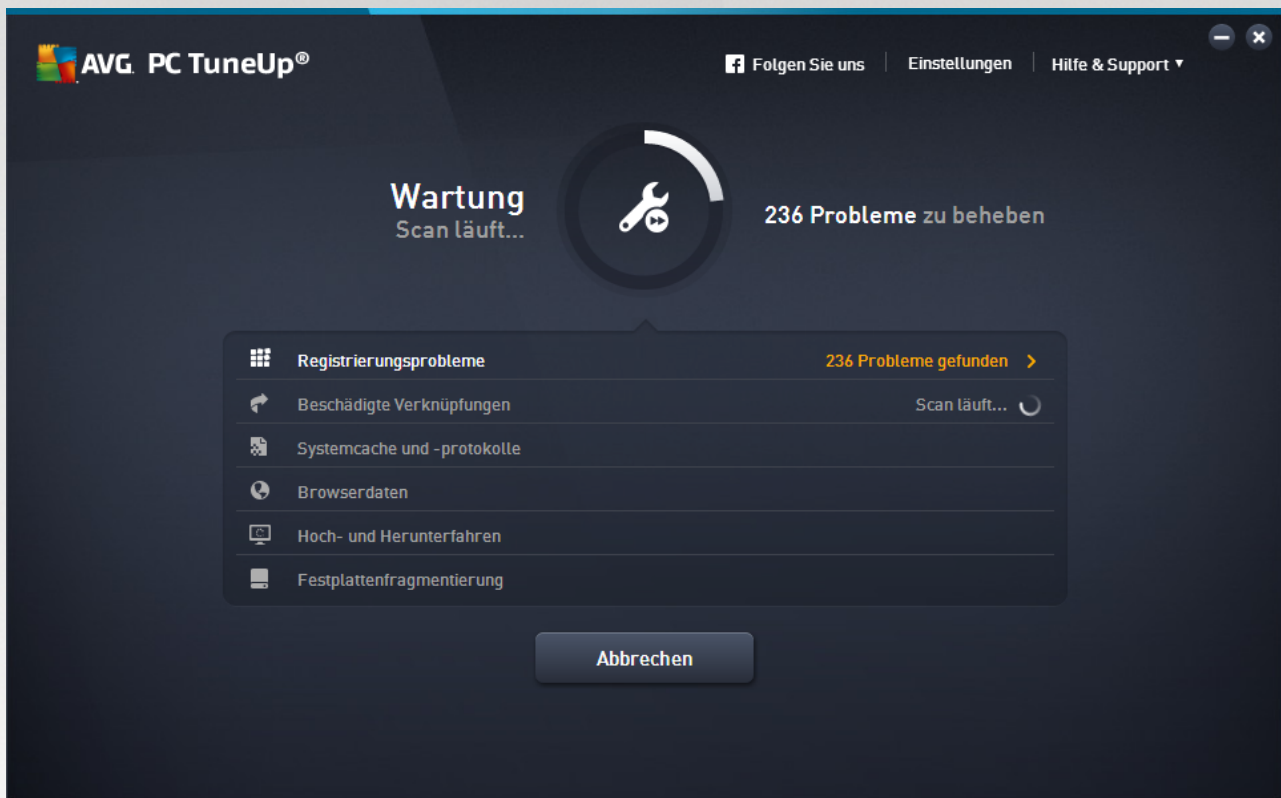 AVG. PC TuneUp®
Folgen Sie uns
Einstellungen
Hilfe & Support
Wartung
Scan läuft...
236 Probleme zu beheben
Registrierungsprobleme
236 Probleme gefunden
Beschädigte Verknüpfungen
Scan läuft...
Systemcache und -protokolle
Browserdaten
Hoch- und Herunterfahren
Festplattenfragmentierung
Abbrechen